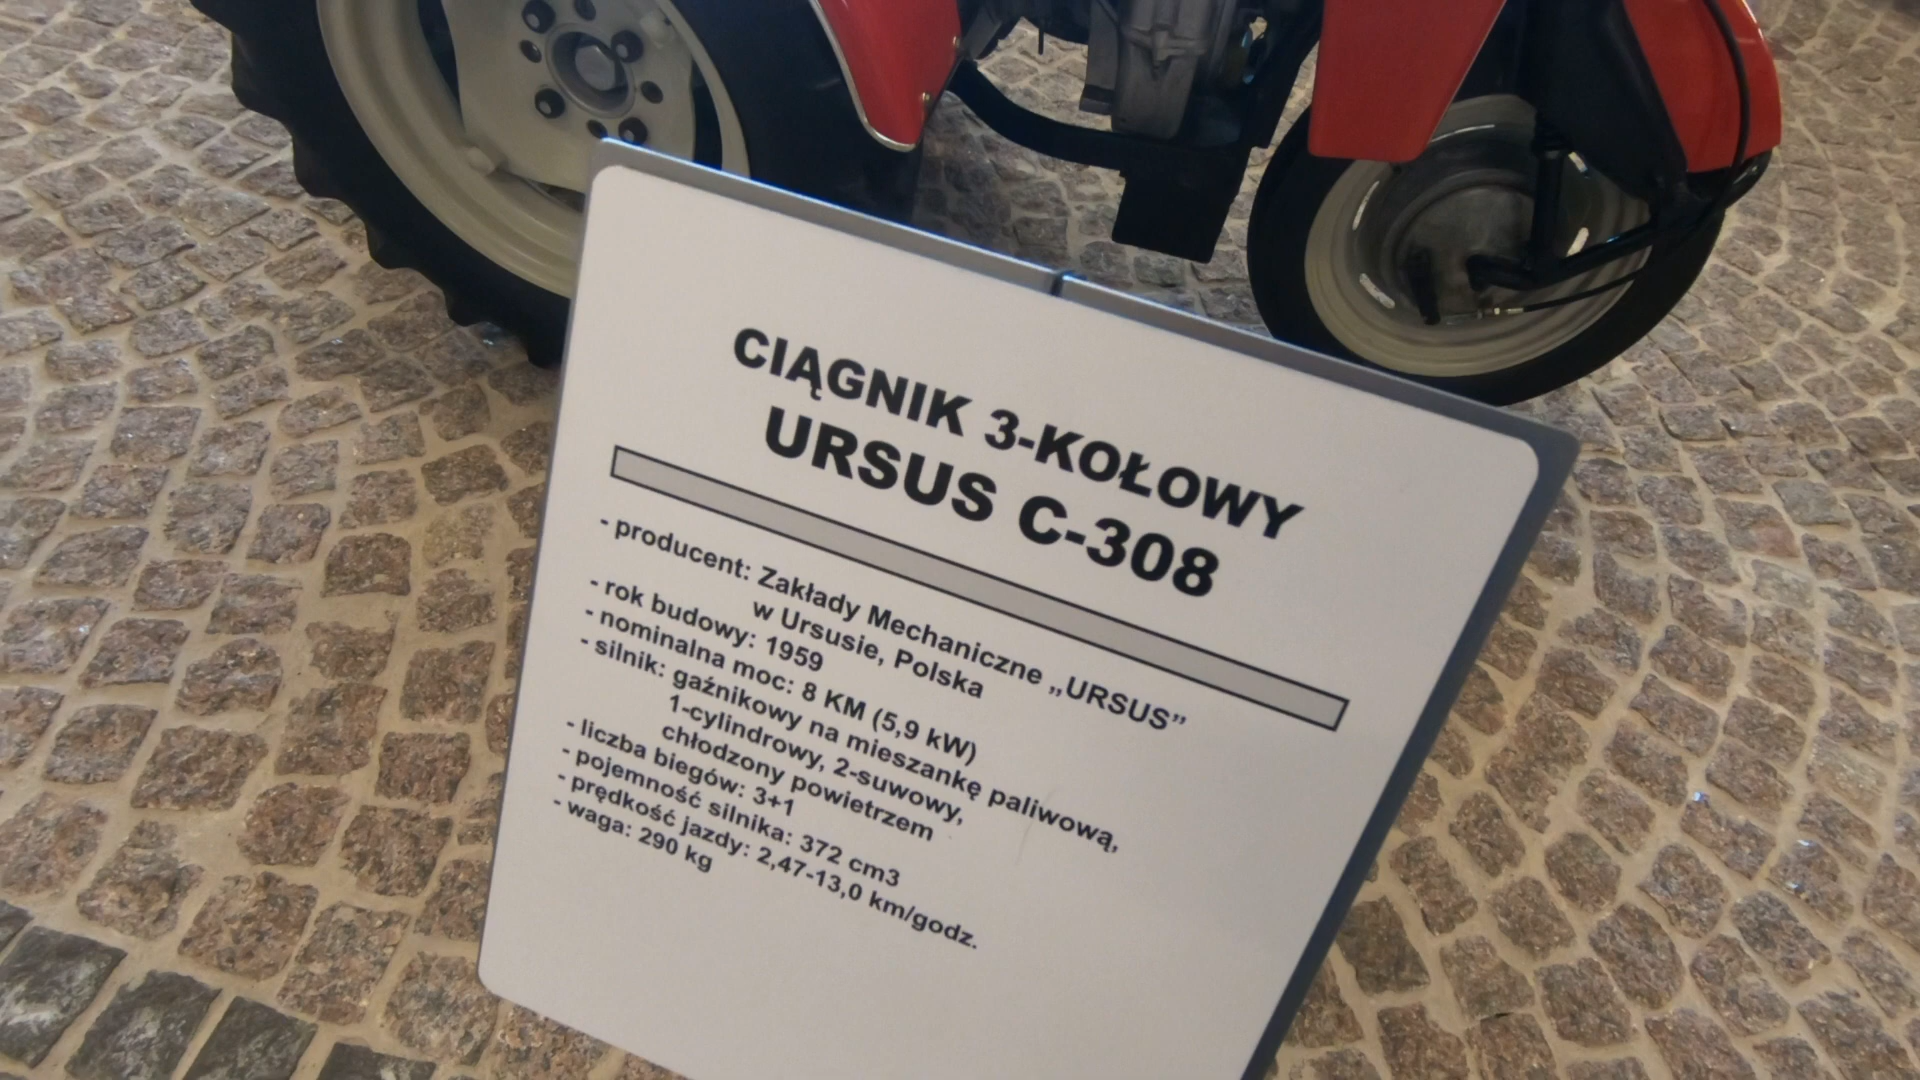 CIĄGNIK 3-KOŁOWY
URSUS C-308
- producent: Zakłady Mechaniczne „URSUS”
w Ursusie, Polska
- rok budowy: 1959
- nominalna moc: 8 KM (5,9 kW)
- silnik: gaźnikowy na mieszankę paliwową,
1-cylindrowy, 2-suwowy,
chłodzony powietrzem
- liczba biegów: 3+1
- pojemność silnika: 372 cm3
- prędkość jazdy: 2,47-13,0 km/godz.
- waga: 290 kg